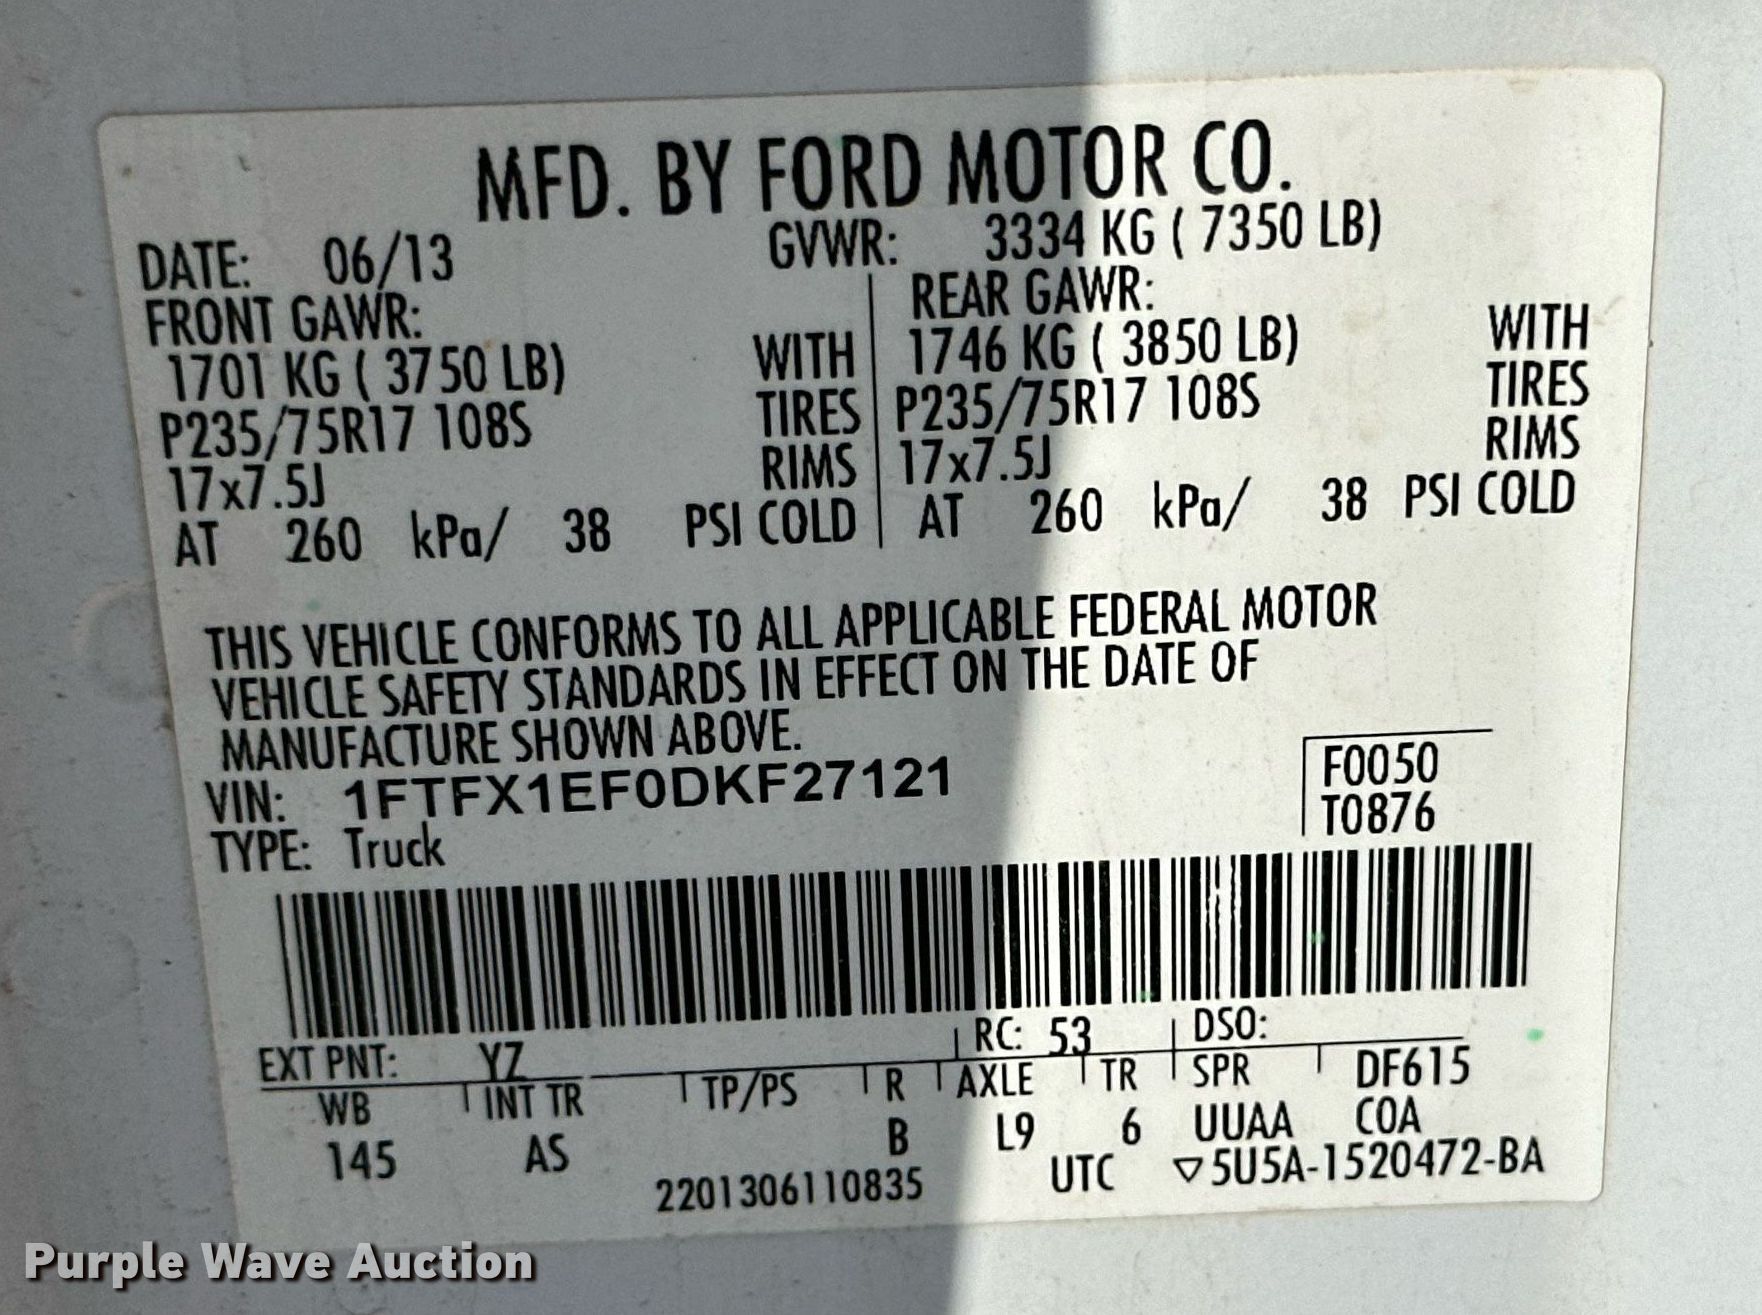 MFD. BY FORD MOTOR CO.
DATE: 06/13 GVWR: 3334 KG ( 7350 LB)
FRONT GAWR: REAR GAWR:
1701 KG ( 3750 LB) WITH 1746 KG ( 3850 LB) WITH
P235/75R17 108S TIRES P235/75R17 108S TIRES
17x7.5J RIMS 17x7.5J RIMS
AT 260 kPa/ 38 PSI COLD AT 260 kPa/ 38 PSI COLD
THIS VEHICLE CONFORMS TO ALL APPLICABLE FEDERAL MOTOR
VEHICLE SAFETY STANDARDS IN EFFECT ON THE DATE OF
MANUFACTURE SHOWN ABOVE.
VIN: 1FTFX1EF0DKF27121 F0050
TYPE: Truck T0876
EXT PNT: YZ RC: 53 DSO:
WB INT TR TP/PS R AXLE TR SPR DF615
145 AS B L9 6 UUAA COA
2201306110835 UTC ▽5U5A-1520472-BA
Purple Wave Auction